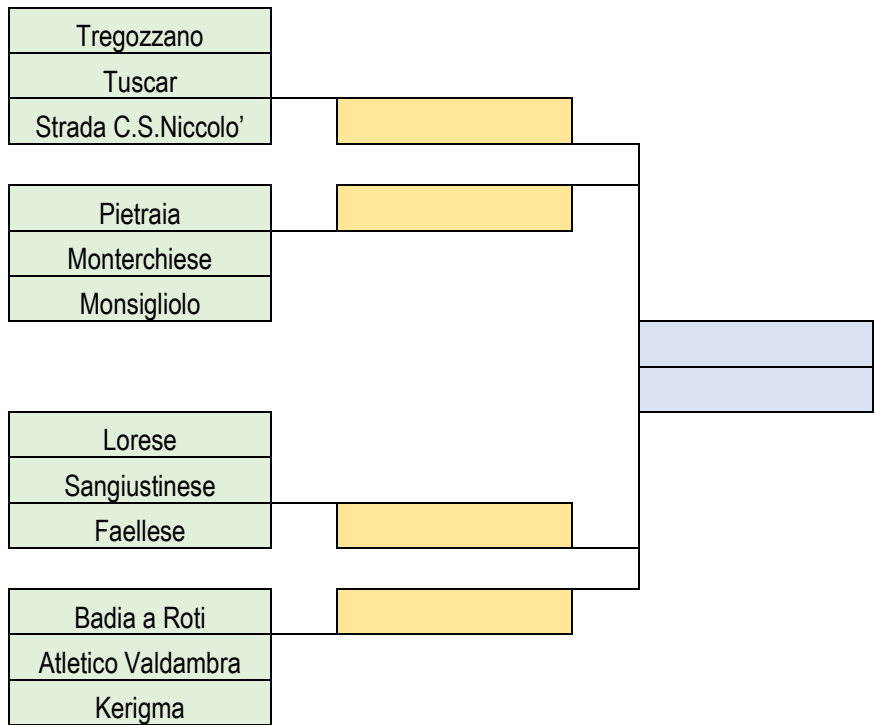 Tregozzano
Tuscar
Strada C.S.Niccolo’
Pietraia
Monterchiese
Monsigliolo
Lorese
Sangiustinese
Faellese
Badia a Roti
Atletico Valdambra
Kerigma